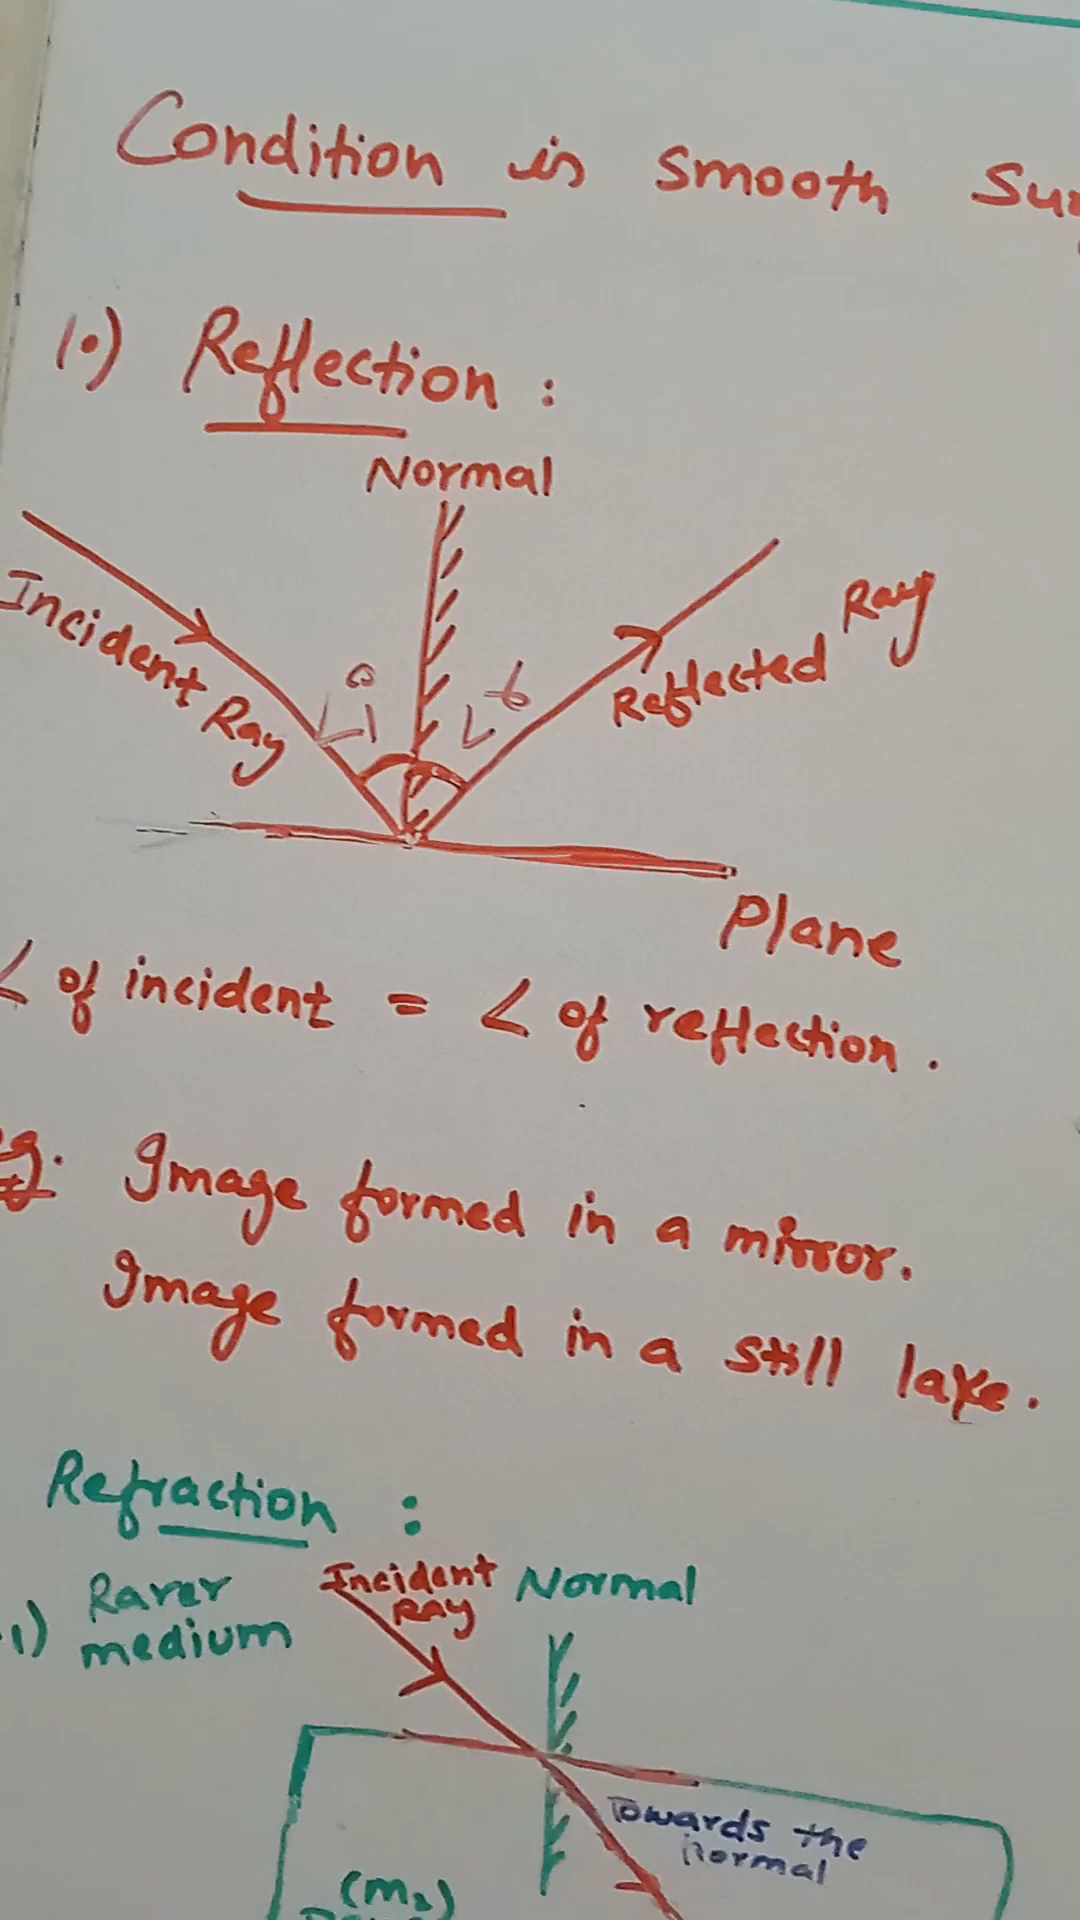 Condition is smooth
1.) Reflection :
Normal
Incident Ray
Reflected Ray
∠i
∠
Plane
∠ of incident = ∠ of reflection.
eg. Image formed in a mirror.
Image formed in a still lake.
Refraction :
1) Rarer medium
Incident RAY
Normal
Towards the
normal
(m₂)